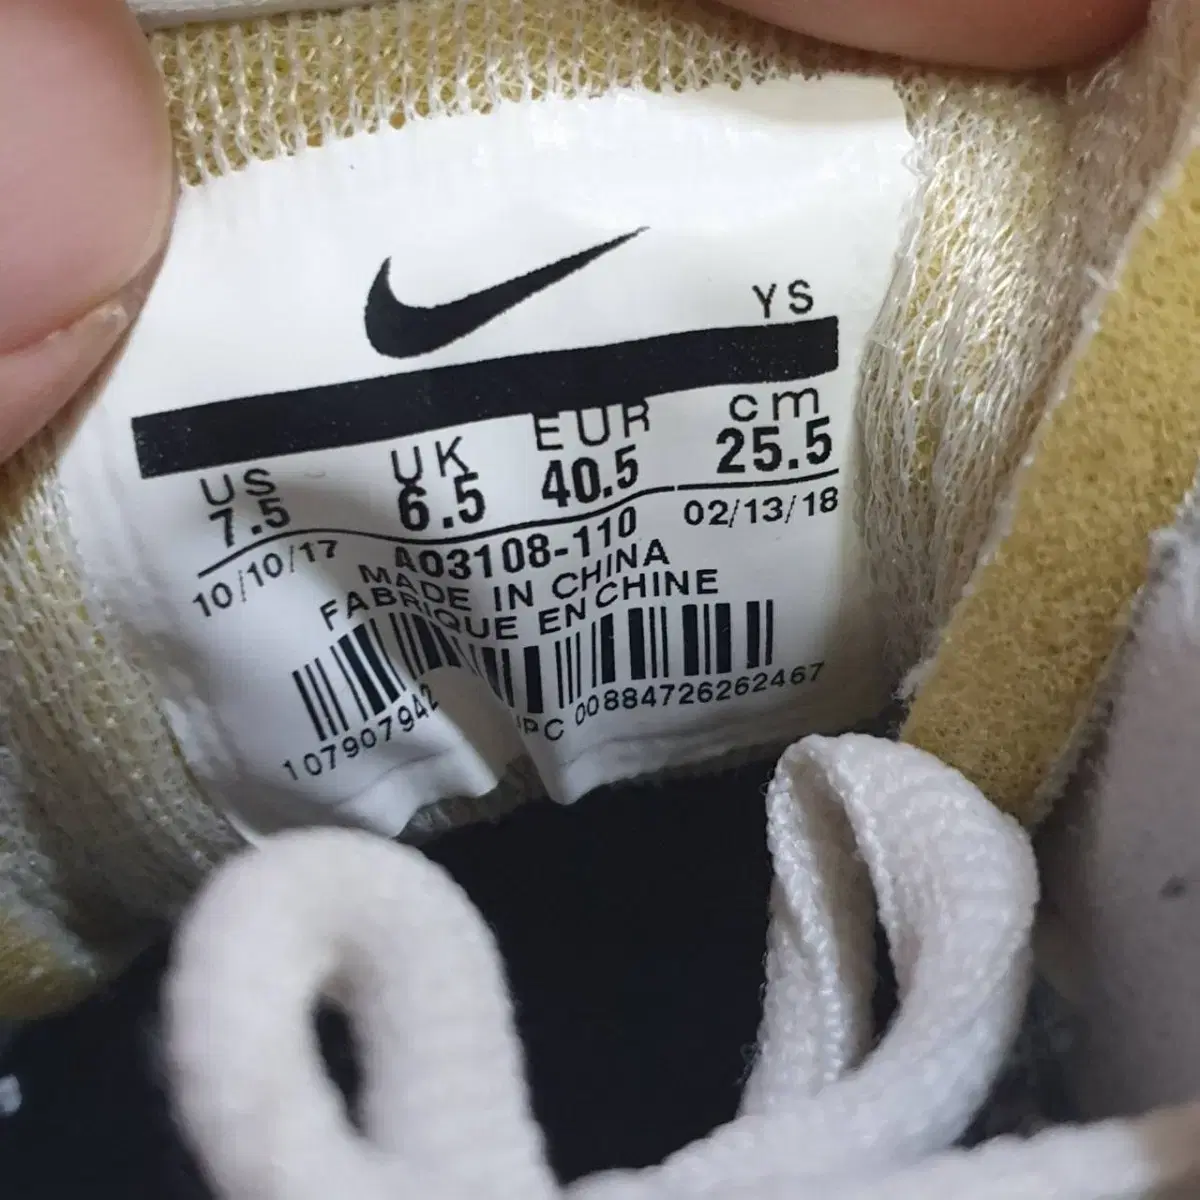 YS
US UK EUR cm
7.5 6.5 40.5 25.5
10/10/17 AO3108-110 02/13/18
MADE IN CHINA
FABRIQUE EN CHINE
107907942 UPC 00884726262467